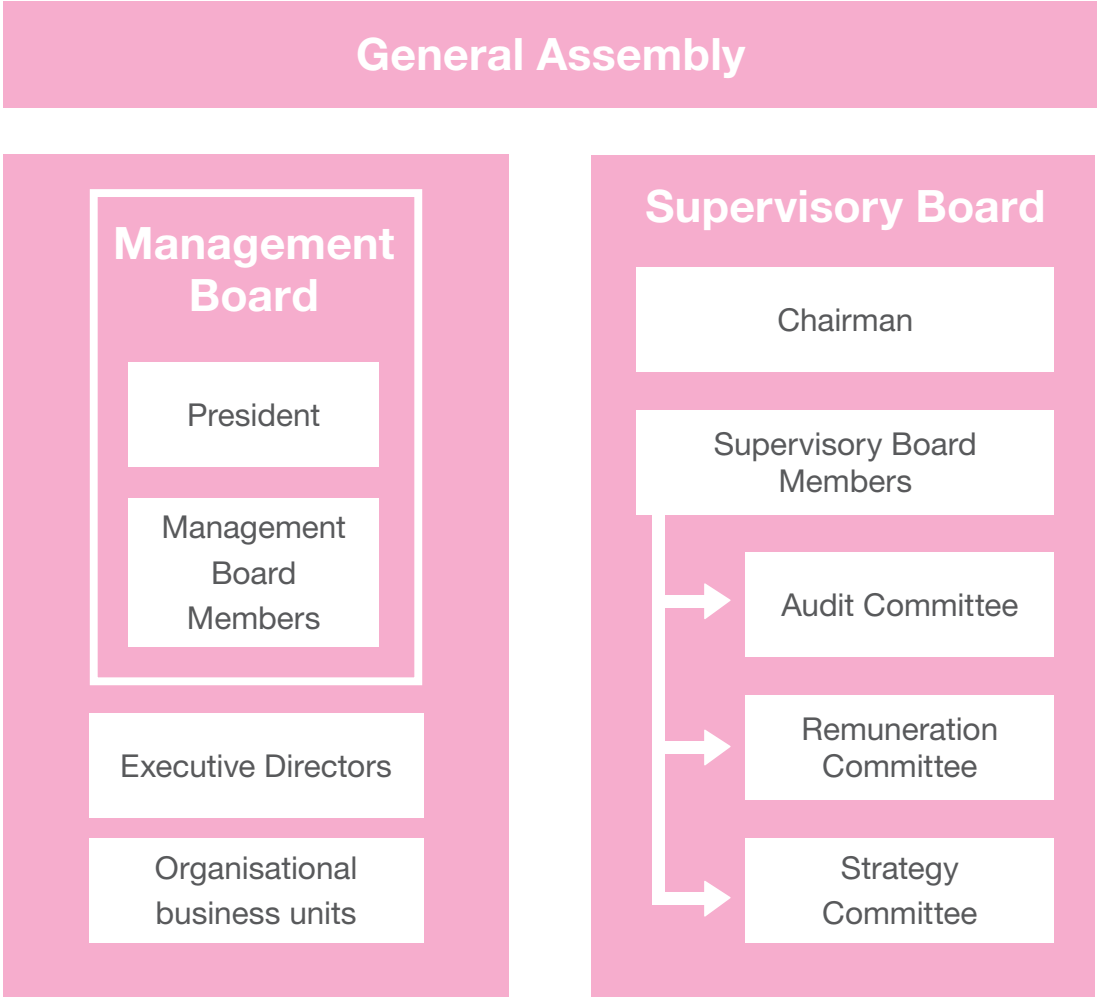 General Assembly
Management
Board
President
Management
Board
Members
Executive Directors
Organisational
business units
Supervisory Board
Chairman
Supervisory Board
Members
Audit Committee
Remuneration
Committee
Strategy
Committee